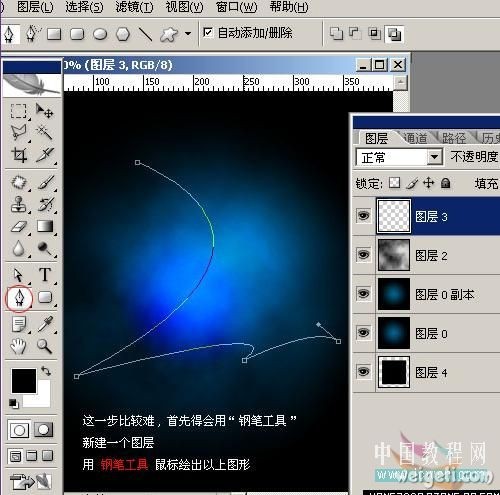 图层(L) 选择(S) 滤镜(T) 视图(V) 窗口(W) 帮助(H)
自动添加/删除
0% (图层 3, RGB/8)
100 150 200 250 300 350
图层 通道 路径
正常 不透明度
锁定: 填充
图层 3
图层 2
图层 0 副本
图层 0
图层 4
T
这一步比较难，首先得会用“钢笔工具”
新建一个图层
用 钢笔工具 鼠标绘出以上图形
中国教程网